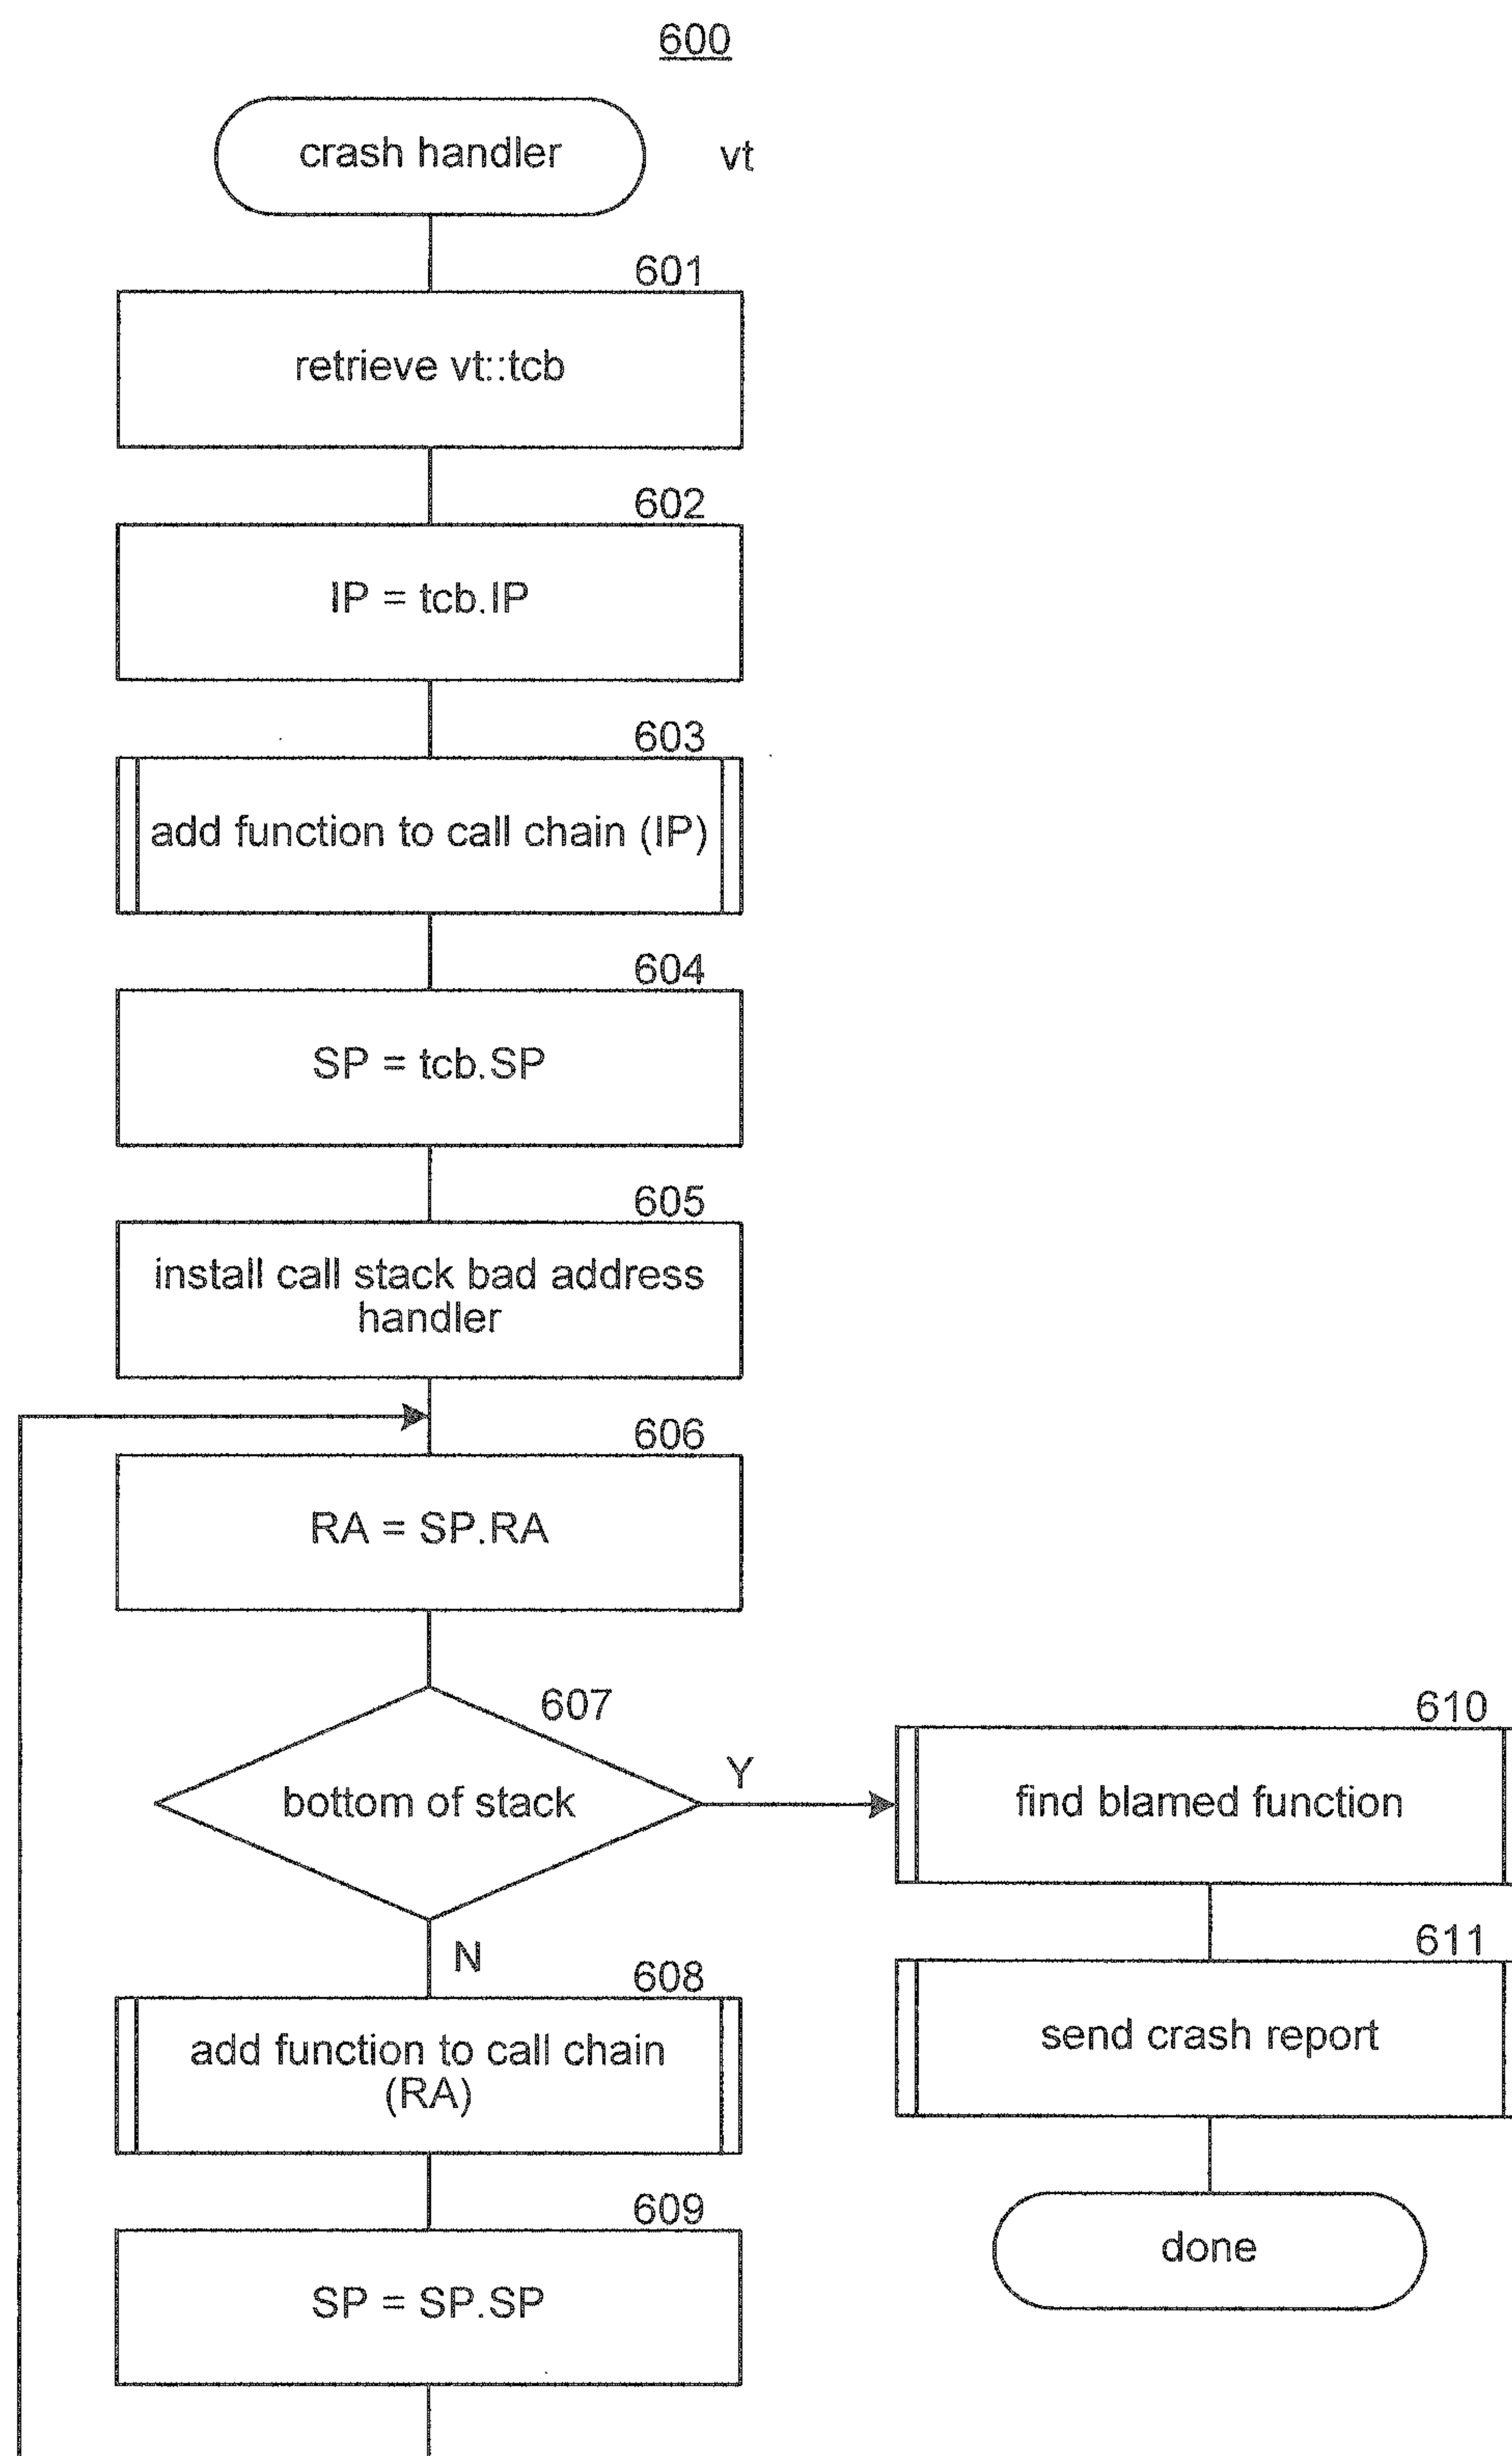 600
crash handler
vt
601
retrieve vt::tcb
602
IP = tcb.IP
603
add function to call chain (IP)
604
SP = tcb.SP
605
install call stack bad address
handler
606
RA = SP.RA
607
bottom of stack
Y
N
608
add function to call chain
(RA)
609
SP = SP.SP
610
find blamed function
611
send crash report
done